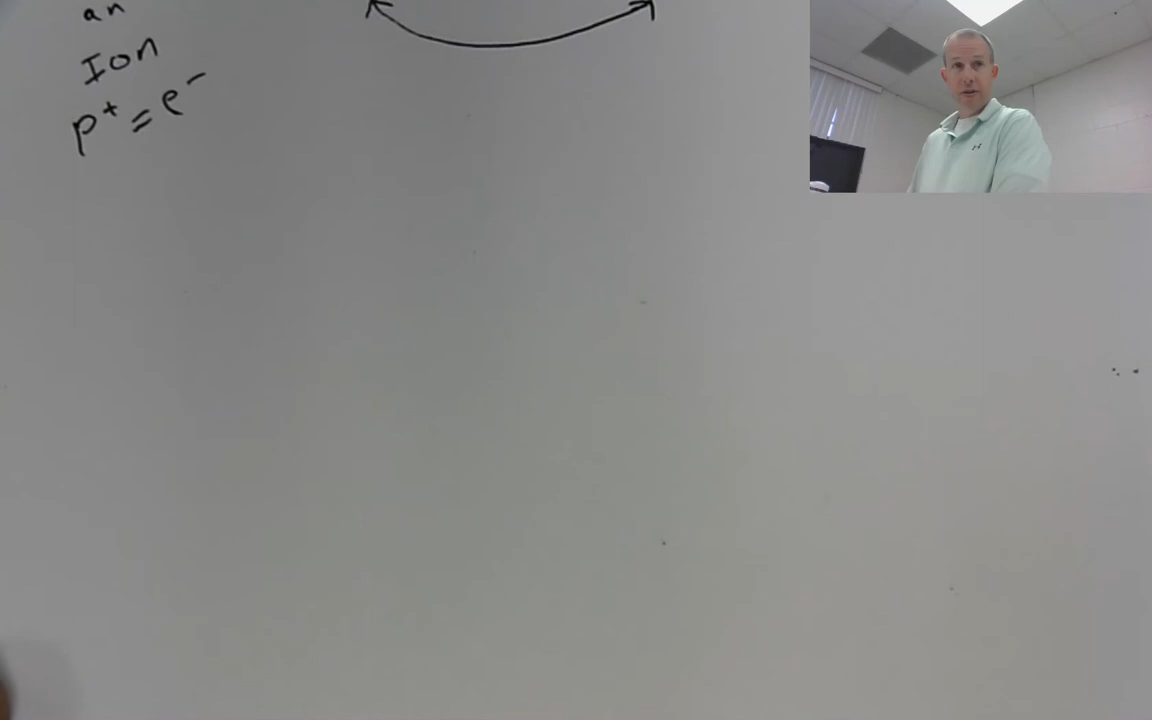 an
Ion
p⁺ = e⁻